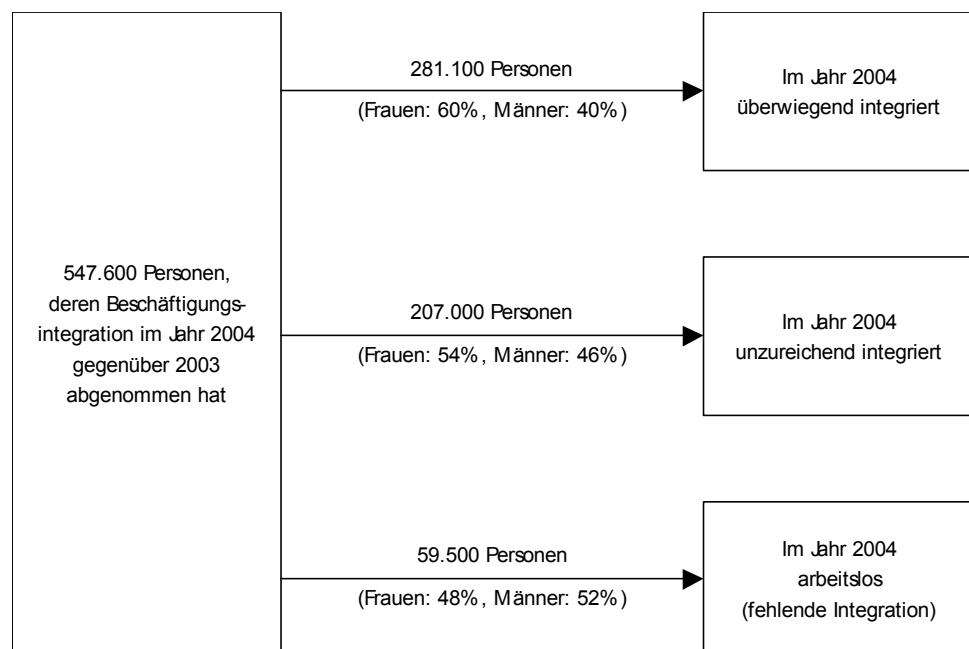 547.600 Personen,
deren Beschäftigungs-
integration im Jahr 2004
gegenüber 2003
abgenommen hat
281.100 Personen
(Frauen: 60%, Männer: 40%)
Im Jahr 2004
überwiegend integriert
207.000 Personen
(Frauen: 54%, Männer: 46%)
Im Jahr 2004
unzureichend integriert
59.500 Personen
(Frauen: 48%, Männer: 52%)
Im Jahr 2004
arbeitslos
(fehlende Integration)